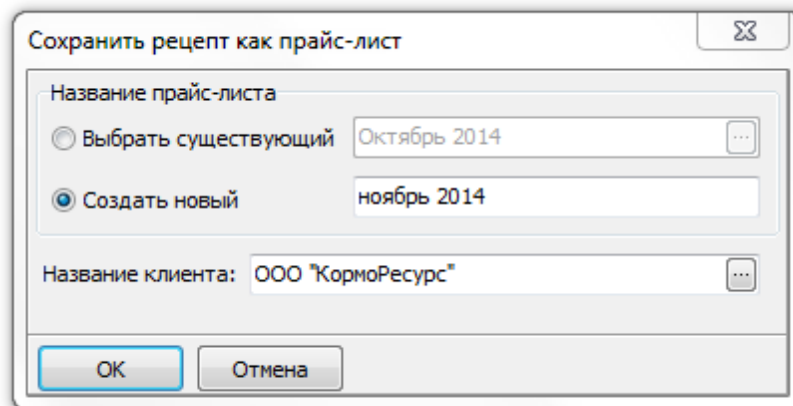 Сохранить рецепт как прайс-лист
Название прайс-листа
Выбрать существующий Октябрь 2014 ...
Создать новый ноябрь 2014
Название клиента: ООО "КормоРесурс" ...
ОК Отмена